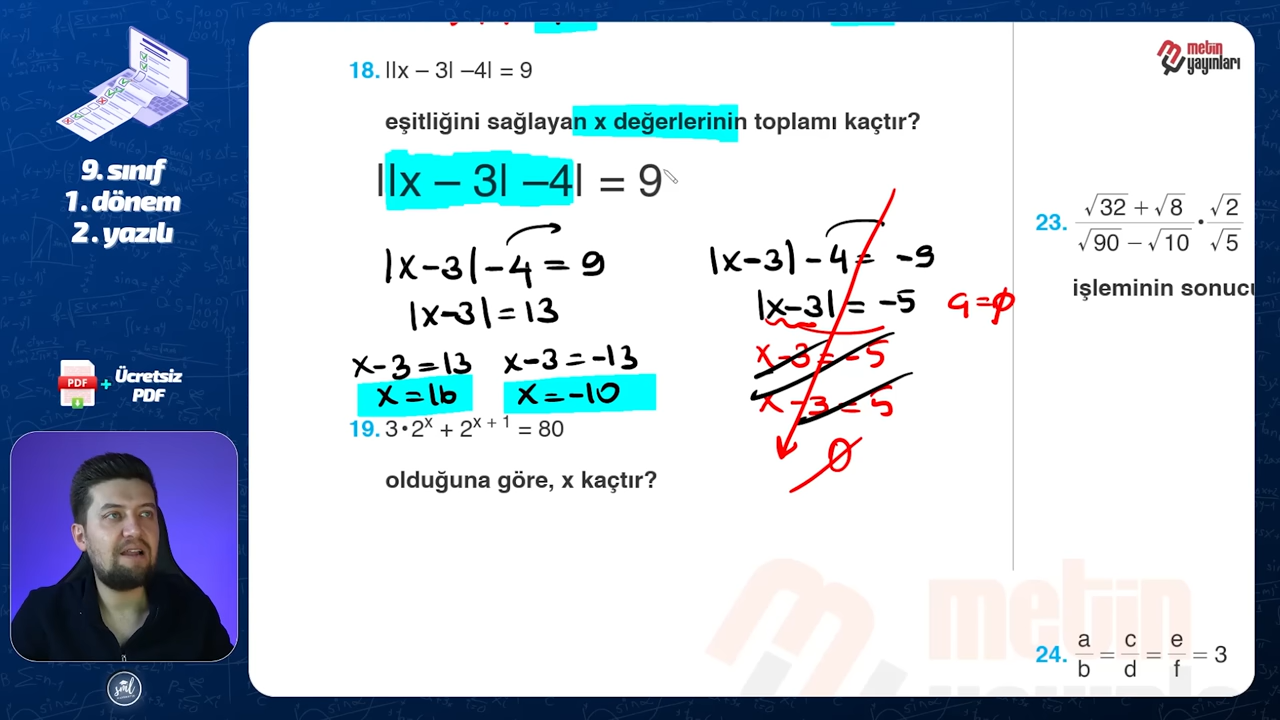 9. sınıf
1. dönem
2. yazılı
PDF
+ Ücretsiz
PDF
sml
18. ||x – 3| –4| = 9
eşitliğini sağlayan x değerlerinin toplamı kaçtır?
||x – 3| –4| = 9
|x-3| - 4 = 9
|x-3| = 13
x-3 = 13 x-3 = -13
x = 16 x = -10
|x-3| - 4 = -9
|x-3| = -5 Ç = ∅
x-3 = -5
x-3 = 5
∅
19. 3·2ˣ + 2ˣ ⁺ ¹ = 80
olduğuna göre, x kaçtır?
metin
yayınları
23. (√32 + √8)/(√90 – √10) · √2/√5
işleminin sonucu
24. a/b = c/d = e/f = 3
metin